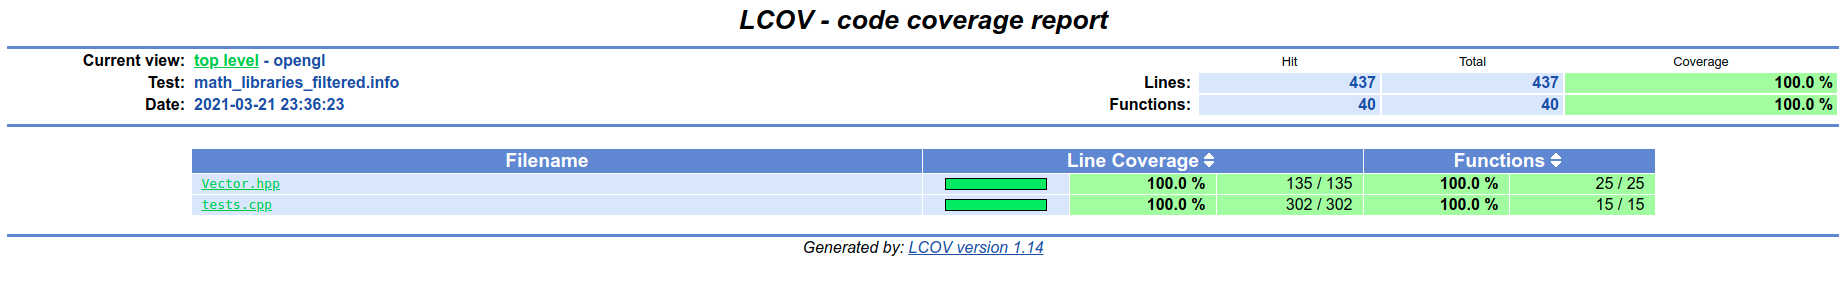 LCOV - code coverage report
Current view: top level - opengl Hit Total Coverage
Test: math_libraries_filtered.info Lines: 437 437 100.0 %
Date: 2021-03-21 23:36:23 Functions: 40 40 100.0 %
Filename Line Coverage Functions
Vector.hpp 100.0 % 135 / 135 100.0 % 25 / 25
tests.cpp 100.0 % 302 / 302 100.0 % 15 / 15
Generated by: LCOV version 1.14